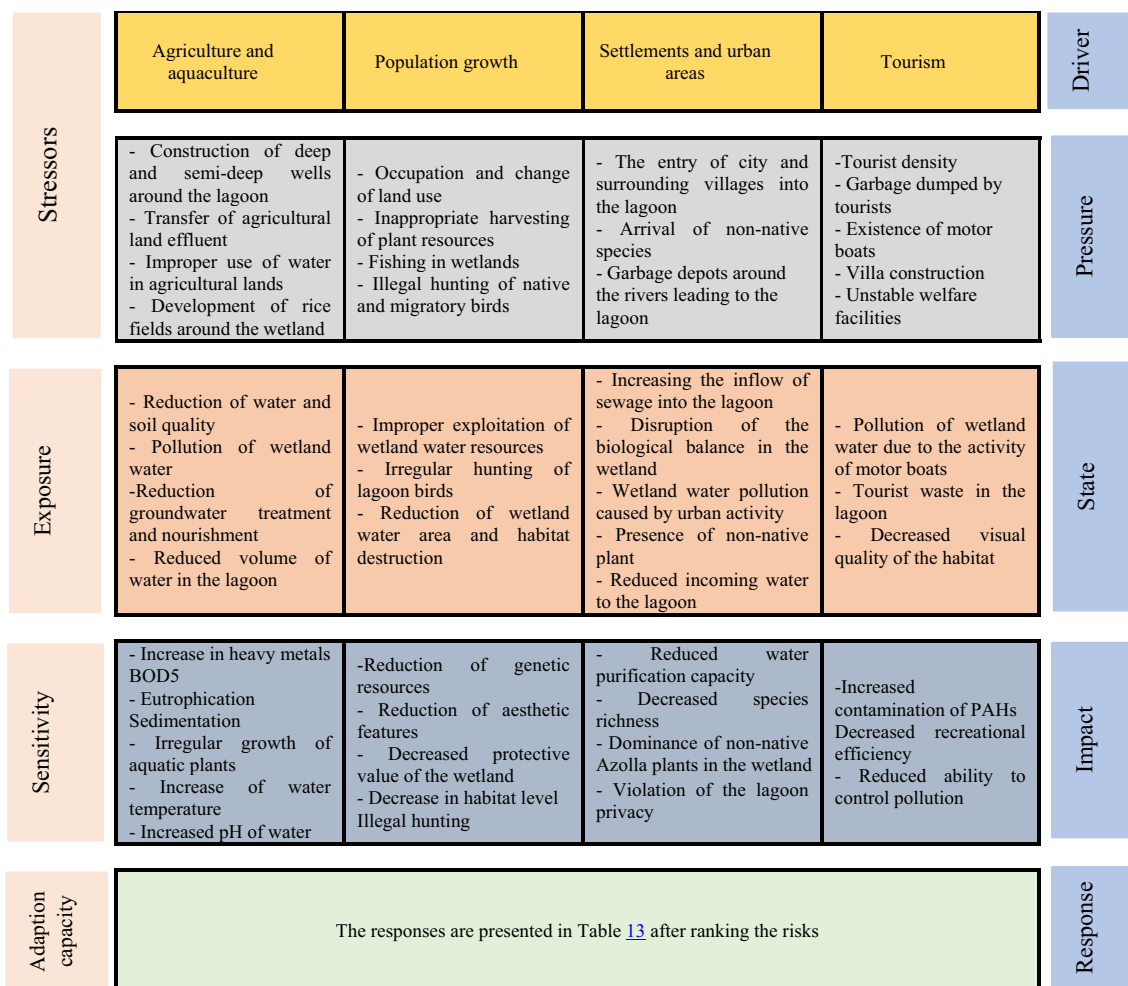 Stressors
Agriculture and
aquaculture
Population growth
Settlements and urban
areas
Tourism
Driver
- Construction of deep
and semi-deep wells
around the lagoon
- Transfer of agricultural
land effluent
- Improper use of water
in agricultural lands
- Development of rice
fields around the wetland
- Occupation and change
of land use
- Inappropriate harvesting
of plant resources
- Fishing in wetlands
- Illegal hunting of native
and migratory birds
- The entry of city and
surrounding villages into
the lagoon
- Arrival of non-native
species
- Garbage depots around
the rivers leading to the
lagoon
-Tourist density
- Garbage dumped by
tourists
- Existence of motor
boats
- Villa construction
- Unstable welfare
facilities
Pressure
Exposure
- Reduction of water and
soil quality
- Pollution of wetland
water
-Reduction of
groundwater treatment
and nourishment
- Reduced volume of
water in the lagoon
- Improper exploitation of
wetland water resources
- Irregular hunting of
lagoon birds
- Reduction of wetland
water area and habitat
destruction
- Increasing the inflow of
sewage into the lagoon
- Disruption of the
biological balance in the
wetland
- Wetland water pollution
caused by urban activity
- Presence of non-native
plant
- Reduced incoming water
to the lagoon
- Pollution of wetland
water due to the activity
of motor boats
- Tourist waste in the
lagoon
- Decreased visual
quality of the habitat
State
Sensitivity
- Increase in heavy metals
BOD5
- Eutrophication
Sedimentation
- Irregular growth of
aquatic plants
- Increase of water
temperature
- Increased pH of water
-Reduction of genetic
resources
- Reduction of aesthetic
features
- Decreased protective
value of the wetland
- Decrease in habitat level
Illegal hunting
- Reduced water
purification capacity
- Decreased species
richness
- Dominance of non-native
Azolla plants in the wetland
- Violation of the lagoon
privacy
-Increased
contamination of PAHs
Decreased recreational
efficiency
- Reduced ability to
control pollution
Impact
Adaption
capacity
The responses are presented in Table 13 after ranking the risks
Response